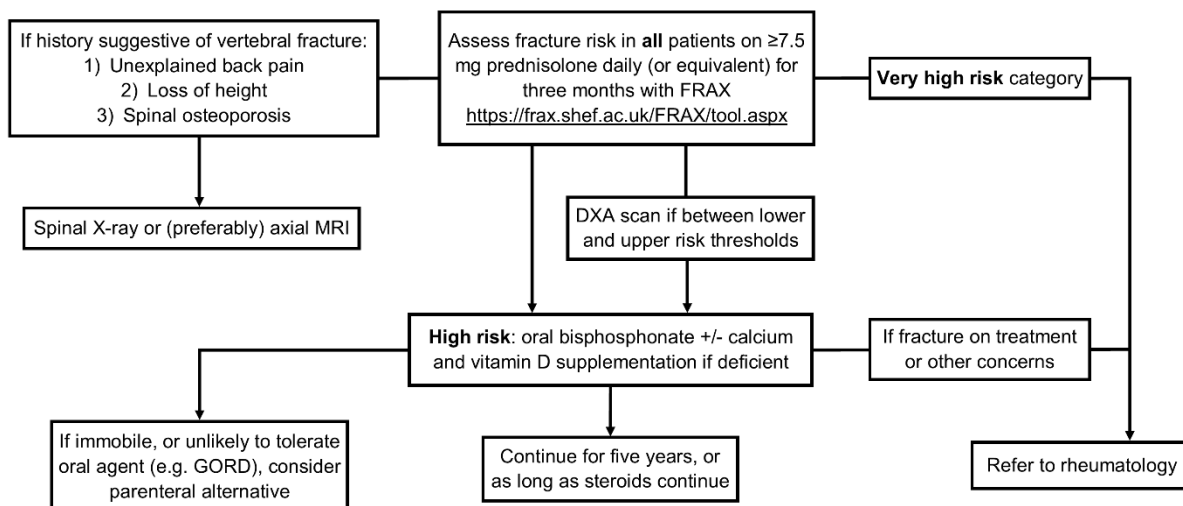 If history suggestive of vertebral fracture:
1) Unexplained back pain
2) Loss of height
3) Spinal osteoporosis
Assess fracture risk in all patients on ≥7.5
mg prednisolone daily (or equivalent) for
three months with FRAX
https://frax.shef.ac.uk/FRAX/tool.aspx
Very high risk category
Spinal X-ray or (preferably) axial MRI
DXA scan if between lower
and upper risk thresholds
High risk: oral bisphosphonate +/- calcium
and vitamin D supplementation if deficient
If fracture on treatment
or other concerns
If immobile, or unlikely to tolerate
oral agent (e.g. GORD), consider
parenteral alternative
Continue for five years, or
as long as steroids continue
Refer to rheumatology